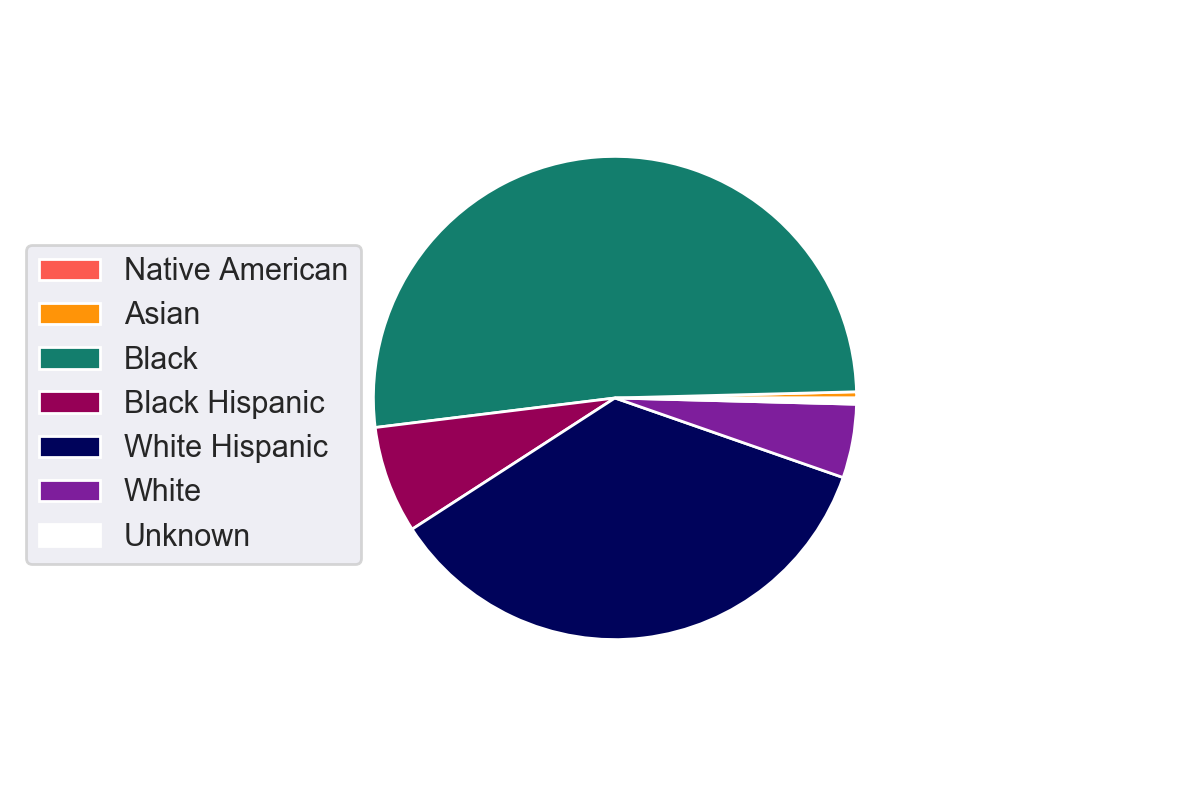 Native American
Asian
Black
Black Hispanic
White Hispanic
White
Unknown